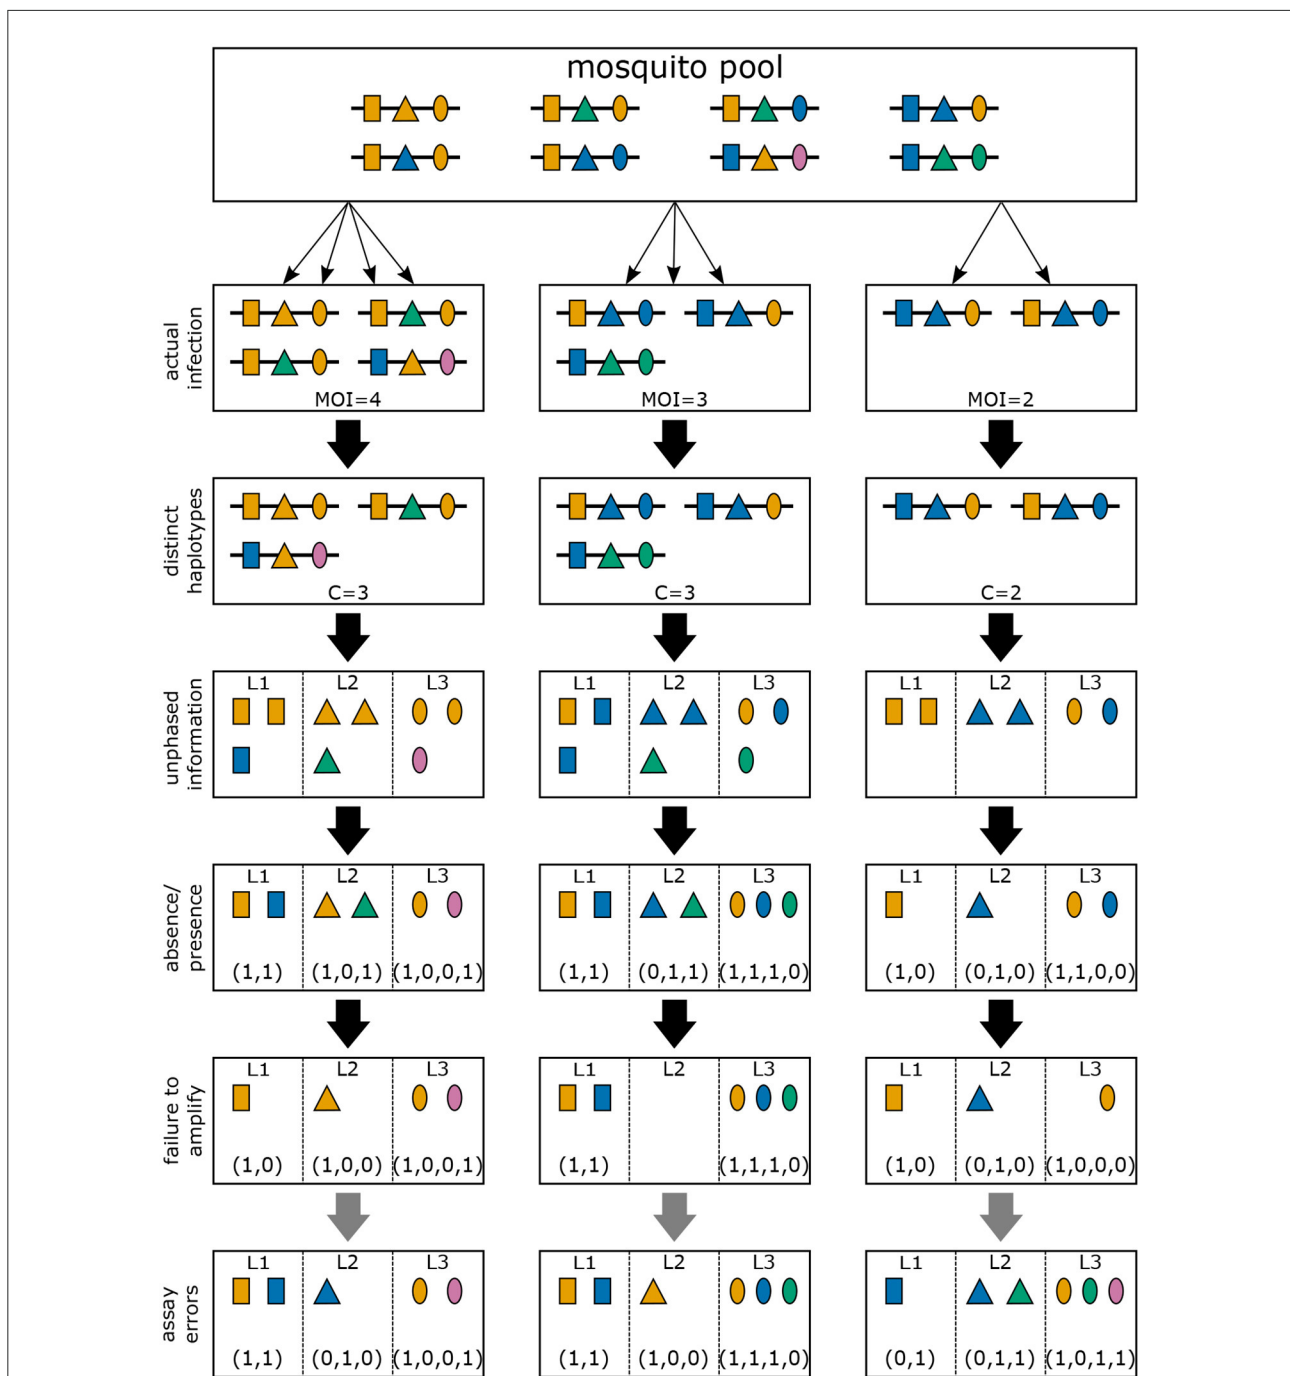 mosquito pool
actual
infection
MOI=4
MOI=3
MOI=2
distinct
haplotypes
C=3
C=3
C=2
unphased
information
L1 L2 L3
L1 L2 L3
L1 L2 L3
absence/
presence
L1 L2 L3
(1,1) (1,0,1) (1,0,0,1)
L1 L2 L3
(1,1) (0,1,1) (1,1,1,0)
L1 L2 L3
(1,0) (0,1,0) (1,1,0,0)
failure to
amplify
L1 L2 L3
(1,0) (1,0,0) (1,0,0,1)
L1 L2 L3
(1,1) (1,1,1,0)
L1 L2 L3
(1,0) (0,1,0) (1,0,0,0)
assay
errors
L1 L2 L3
(1,1) (0,1,0) (1,0,0,1)
L1 L2 L3
(1,1) (1,0,0) (1,1,1,0)
L1 L2 L3
(0,1) (0,1,1) (1,0,1,1)